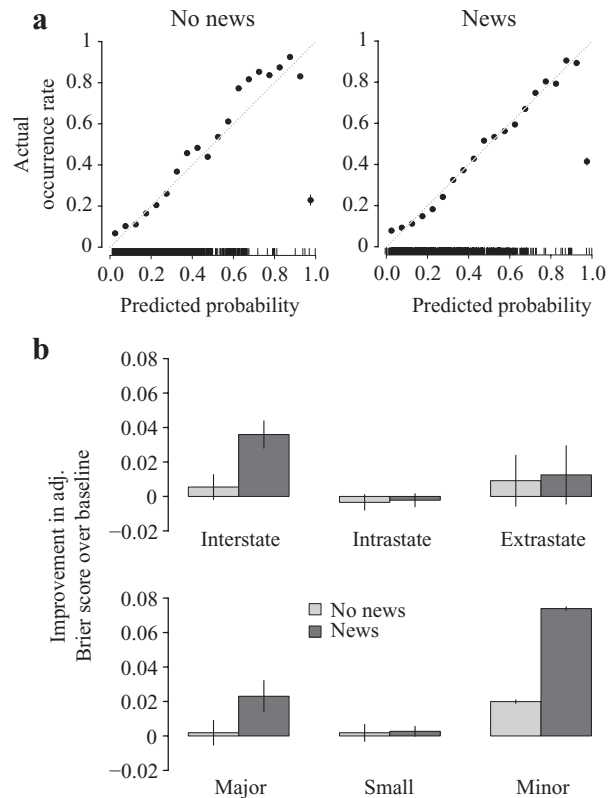 a
No news
News
Actual
occurrence rate
1
0.8
0.6
0.4
0.2
0
0.0 0.2 0.4 0.6 0.8 1.0
Predicted probability
1
0.8
0.6
0.4
0.2
0
0.0 0.2 0.4 0.6 0.8 1.0
Predicted probability
b
Improvement in adj.
Brier score over baseline
0.08
0.06
0.04
0.02
0
−0.02
Interstate Intrastate Extrastate
0.08
0.06
0.04
0.02
0
−0.02
No news
News
Major Small Minor